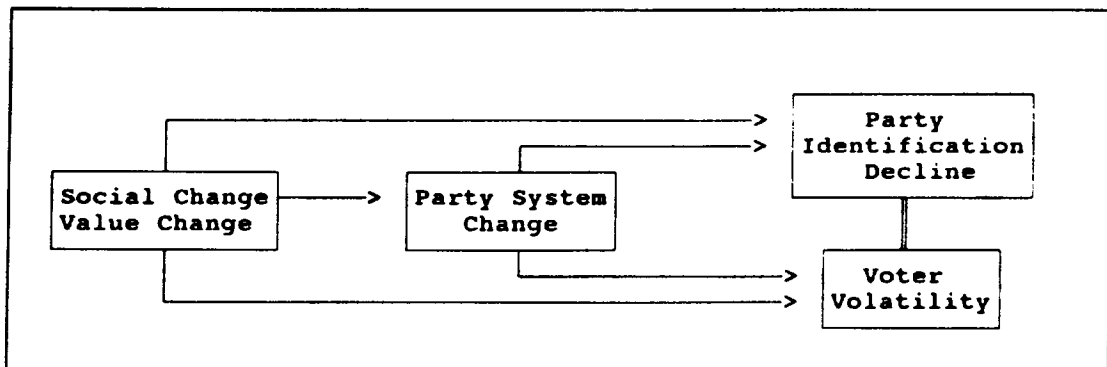 Party
Identification
Decline
Social Change
Value Change
Party System
Change
Voter
Volatility